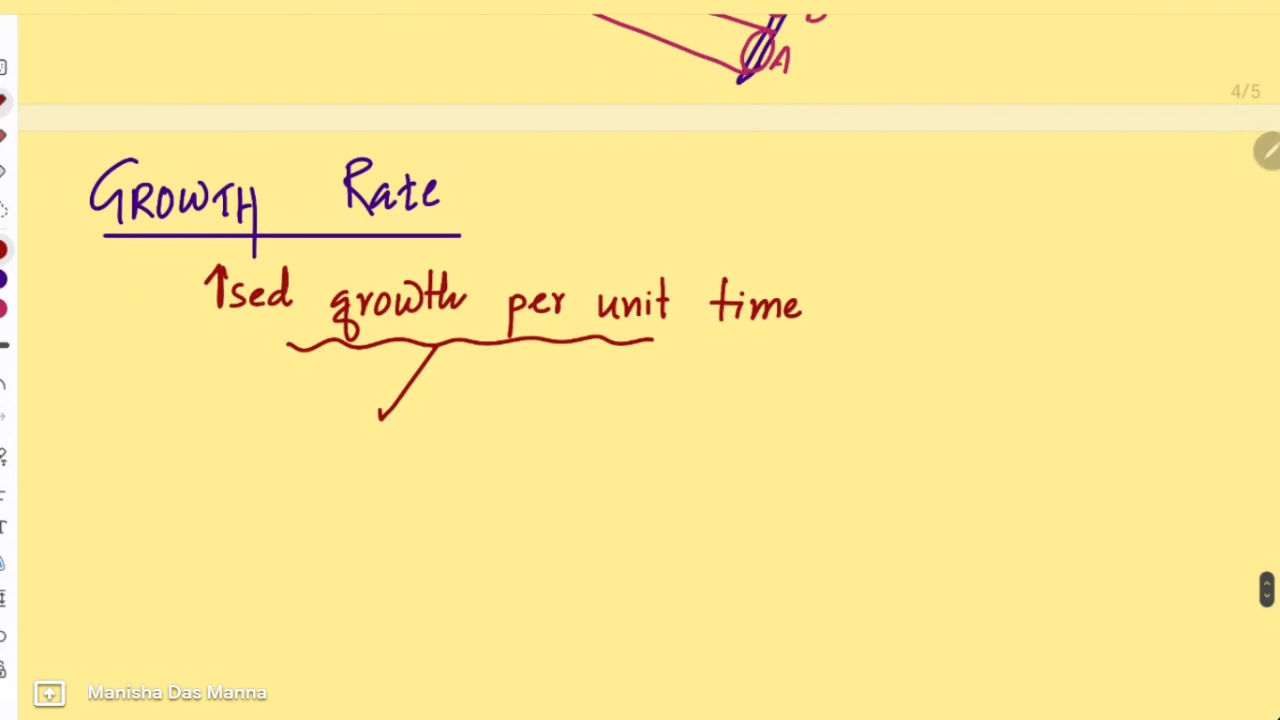 A
4/5
GROWTH Rate
↑sed growth per unit time
Manisha Das Manna